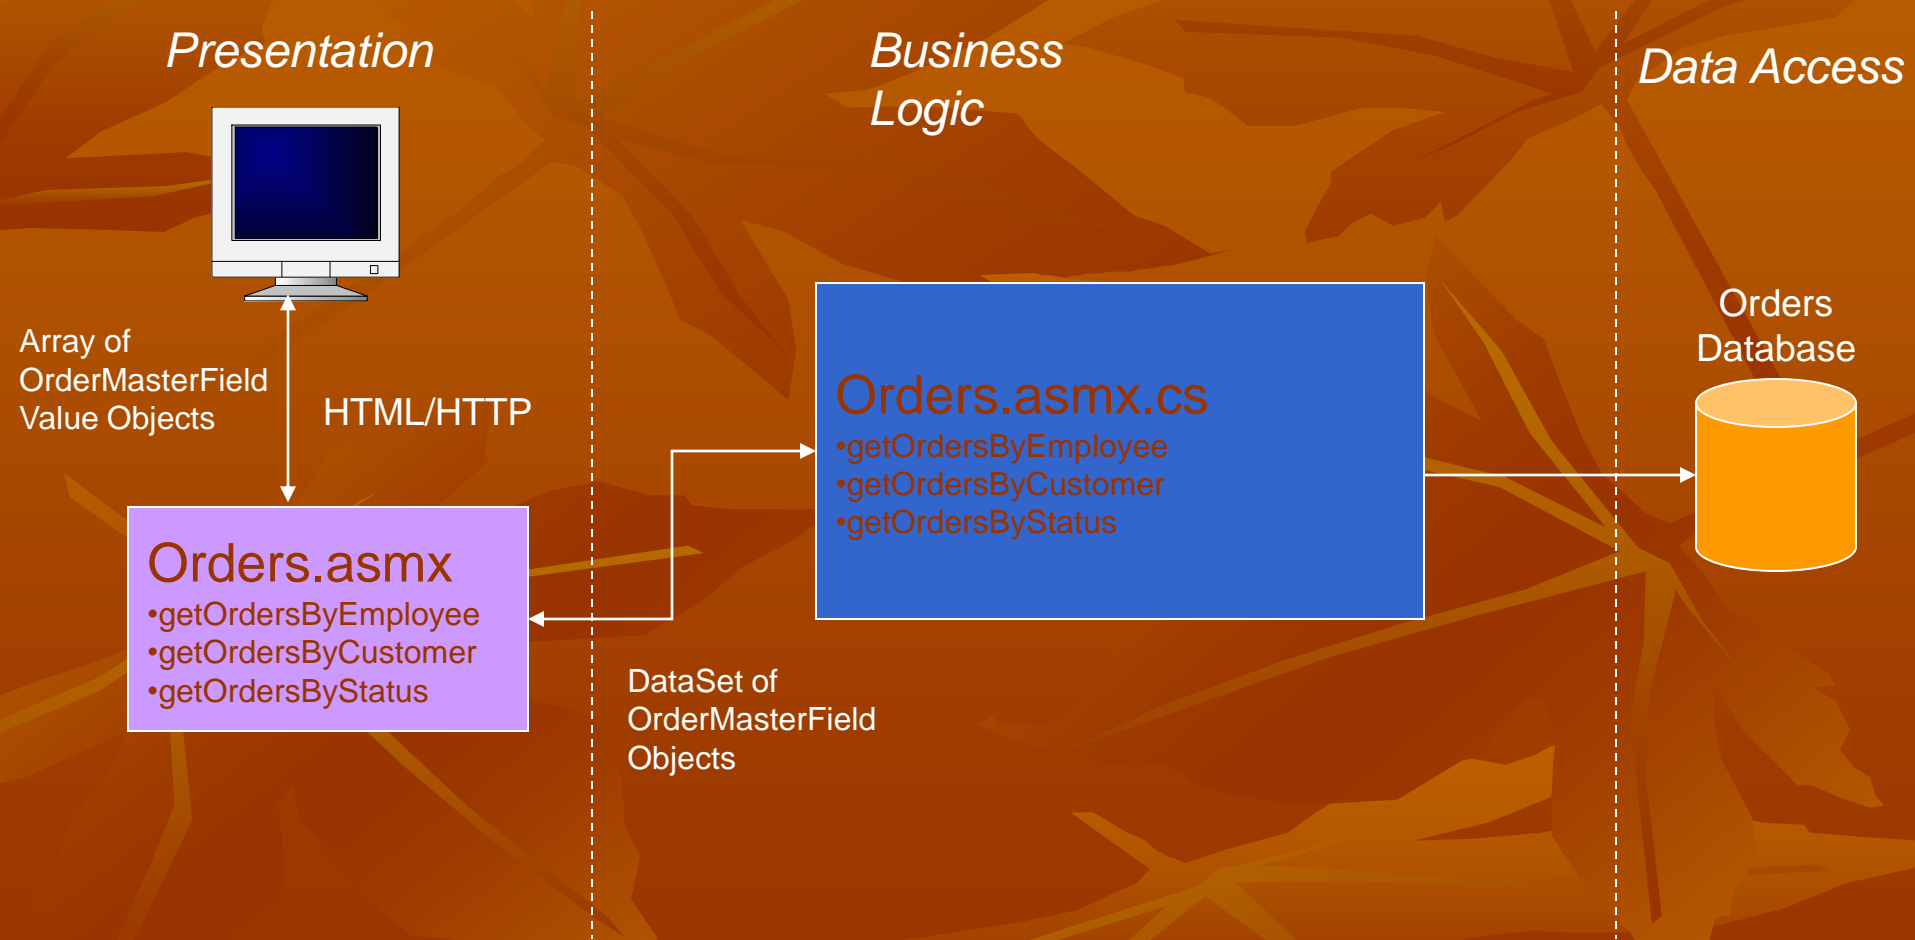 Presentation
Business
Logic
Data Access
Array of
OrderMasterField
Value Objects
HTML/HTTP
Orders.asmx
•getOrdersByEmployee
•getOrdersByCustomer
•getOrdersByStatus
Orders.asmx.cs
•getOrdersByEmployee
•getOrdersByCustomer
•getOrdersByStatus
DataSet of
OrderMasterField
Objects
Orders
Database